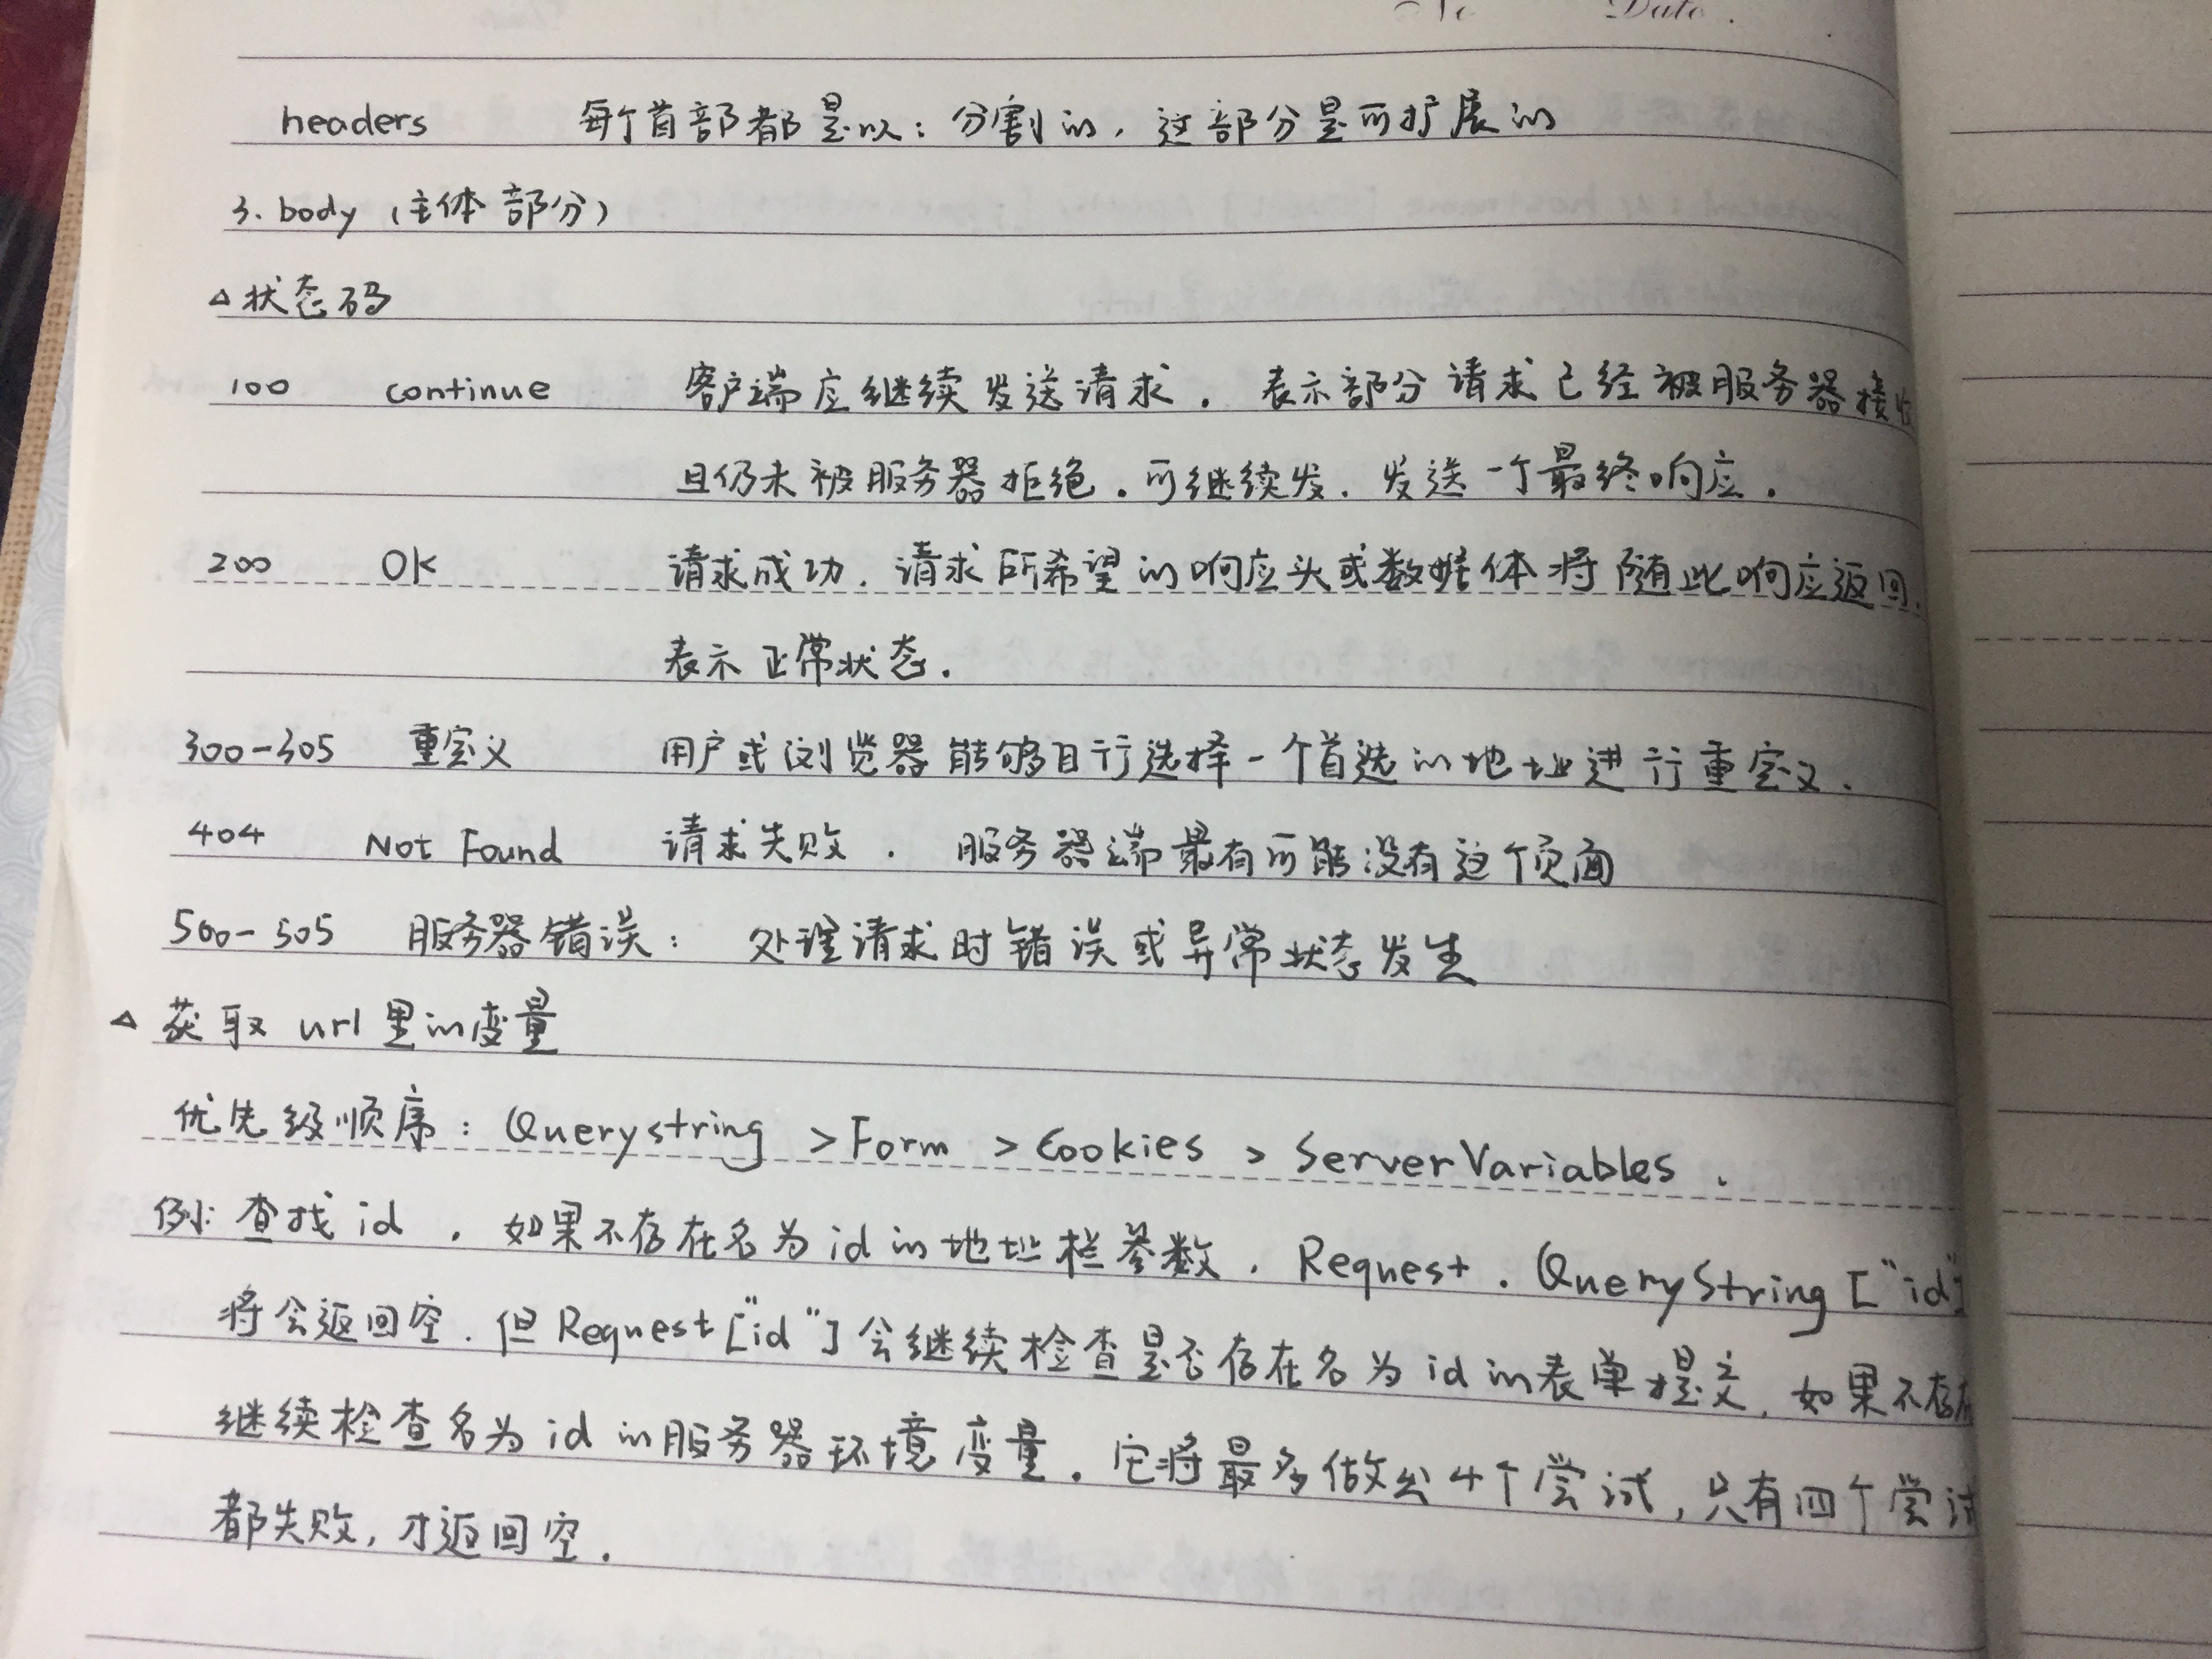 Date.
headers 每个首部都是以：分割的，这部分是可扩展的
3. body（主体部分）
△状态码
100 continue 客户端应继续发送请求．表示部分请求已经被服务器接收
且仍未被服务器拒绝．可继续发．发送一个最终响应．
200 Ok 请求成功．请求所希望的响应头或数据体将随此响应返回．
表示正常状态．
300-305 重定义 用户或浏览器能够自行选择一个首选的地址进行重定义．
404 Not Found 请求失败． 服务器端最有可能没有这个页面
500-505 服务器错误： 处理请求时错误或异常状态发生
△ 获取url里的变量
优先级顺序：Querystring > Form > Cookies > ServerVariables．
例：查找id，如果不存在名为id的地址栏参数，Request．QueryString["id"]
将会返回空．但Request["id"]会继续检查是否存在名为id的表单提交，如果不存在
继续检查名为id的服务器环境变量．它将最多做出4个尝试，只有四个尝试
都失败，才返回空．